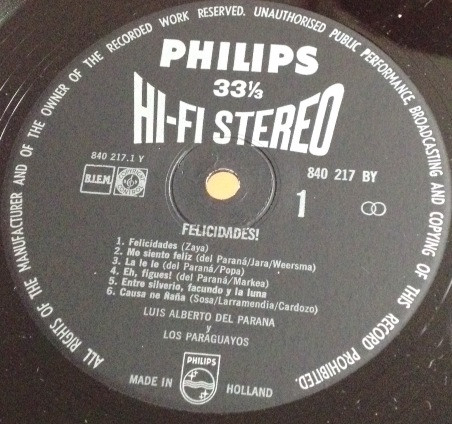 ALL RIGHTS OF THE MANUFACTURER AND OF THE OWNER OF THE RECORDED WORK RESERVED. UNAUTHORISED PUBLIC PERFORMANCE, BROADCASTING AND COPYING OF THIS RECORD PROHIBITED.
PHILIPS
33⅓
HI-FI STEREO
840 217.1 Y
B.I.E.M.
840 217 BY
1
FELICIDADES!
1. Felicidades (Zaya)
2. Me siento feliz (del Paraná/Jara/Weersma)
3. La le le (del Paraná/Popa)
4. Eh, figues! (del Paraná/Markea)
5. Entre silverio, facundo y la luna
6. Causa ne ñaña (Sosa/Larramendia/Cardozo)
LUIS ALBERTO DEL PARANA
y
LOS PARAGUAYOS
PHILIPS
MADE IN HOLLAND